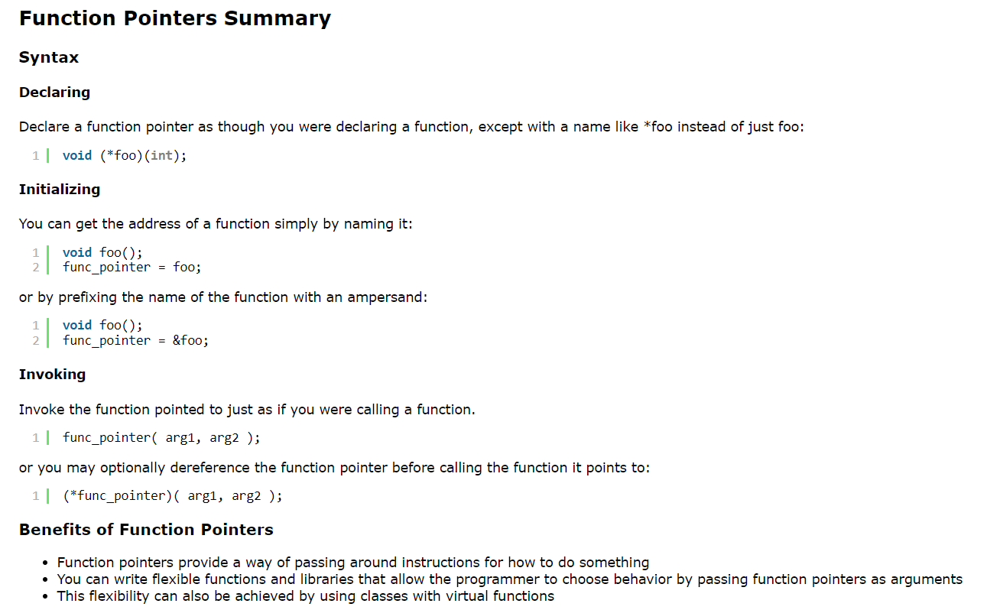 Function Pointers Summary
Syntax
Declaring
Declare a function pointer as though you were declaring a function, except with a name like *foo instead of just foo:
1 void (*foo)(int);
Initializing
You can get the address of a function simply by naming it:
1 void foo();
2 func_pointer = foo;
or by prefixing the name of the function with an ampersand:
1 void foo();
2 func_pointer = &foo;
Invoking
Invoke the function pointed to just as if you were calling a function.
1 func_pointer( arg1, arg2 );
or you may optionally dereference the function pointer before calling the function it points to:
1 (*func_pointer)( arg1, arg2 );
Benefits of Function Pointers
• Function pointers provide a way of passing around instructions for how to do something
• You can write flexible functions and libraries that allow the programmer to choose behavior by passing function pointers as arguments
• This flexibility can also be achieved by using classes with virtual functions